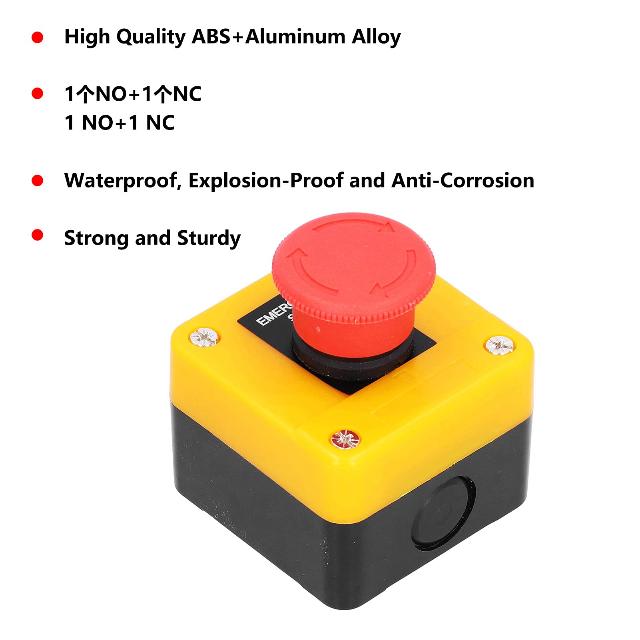 High Quality ABS+Aluminum Alloy
1个NO+1个NC
1 NO+1 NC
Waterproof, Explosion-Proof and Anti-Corrosion
Strong and Sturdy